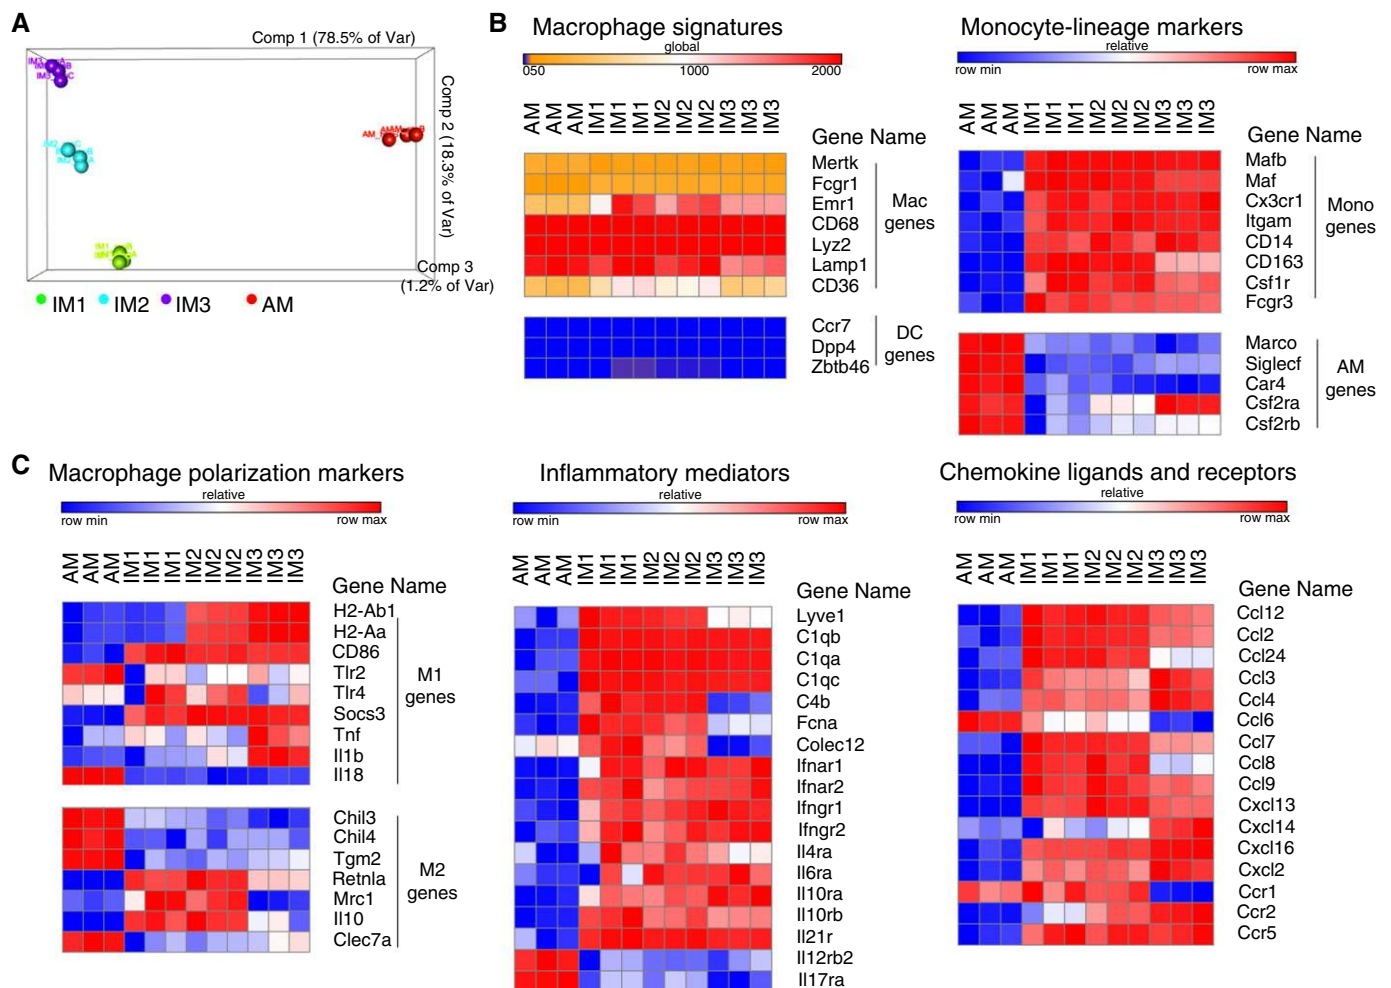 A
Comp 1 (78.5% of Var)
Comp 2 (18.3% of Var)
Comp 3
(1.2% of Var)
IM1 IM2 IM3 AM
B
Macrophage signatures
global
050 1000 2000
AM AM AM IM1 IM1 IM1 IM2 IM2 IM2 IM3 IM3 IM3
Gene Name
Mertk
Fcgr1
Emr1
CD68
Lyz2
Lamp1
CD36
Mac
genes
Ccr7
Dpp4
Zbtb46
DC
genes
Monocyte-lineage markers
relative
row min row max
AM AM AM IM1 IM1 IM1 IM2 IM2 IM2 IM3 IM3 IM3
Gene Name
Mafb
Maf
Cx3cr1
Itgam
CD14
CD163
Csf1r
Fcgr3
Mono
genes
Marco
Siglecf
Car4
Csf2ra
Csf2rb
AM
genes
C
Macrophage polarization markers
relative
row min row max
AM AM AM IM1 IM1 IM1 IM2 IM2 IM2 IM3 IM3 IM3
Gene Name
H2-Ab1
H2-Aa
CD86
Tlr2
Tlr4
Socs3
Tnf
Il1b
Il18
M1
genes
Chil3
Chil4
Tgm2
Retnla
Mrc1
Il10
Clec7a
M2
genes
Inflammatory mediators
relative
row min row max
AM AM AM IM1 IM1 IM1 IM2 IM2 IM2 IM3 IM3 IM3
Gene Name
Lyve1
C1qb
C1qa
C1qc
C4b
Fcna
Colec12
Ifnar1
Ifnar2
Ifngr1
Ifngr2
Il4ra
Il6ra
Il10ra
Il10rb
Il21r
Il12rb2
Il17ra
Chemokine ligands and receptors
relative
row min row max
AM AM AM IM1 IM1 IM1 IM2 IM2 IM2 IM3 IM3 IM3
Gene Name
Ccl12
Ccl2
Ccl24
Ccl3
Ccl4
Ccl6
Ccl7
Ccl8
Ccl9
Cxcl13
Cxcl14
Cxcl16
Cxcl2
Ccr1
Ccr2
Ccr5